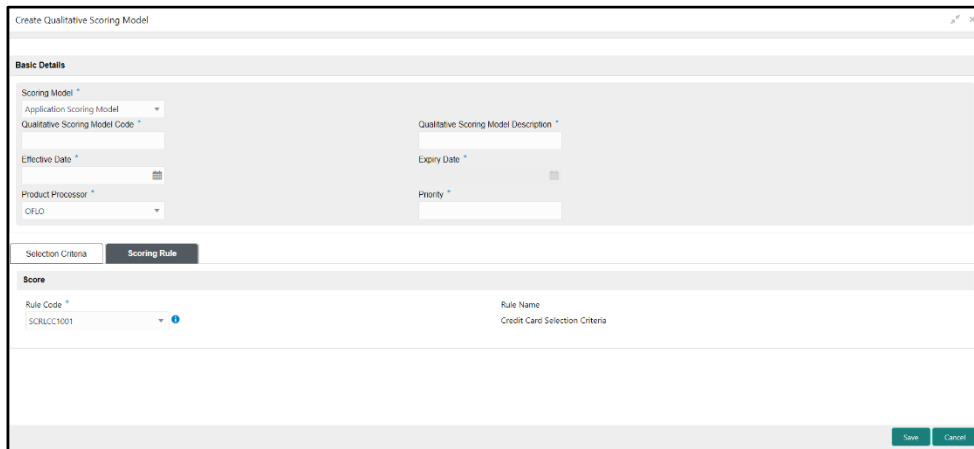 Create Qualitative Scoring Model
Basic Details
Scoring Model *
Application Scoring Model
Qualitative Scoring Model Code * Qualitative Scoring Model Description *
Effective Date * Expiry Date *
Product Processor * Priority *
OFLO
Selection Criteria Scoring Rule
Score
Rule Code * Rule Name
SCRLCC1001 Credit Card Selection Criteria
Save Cancel